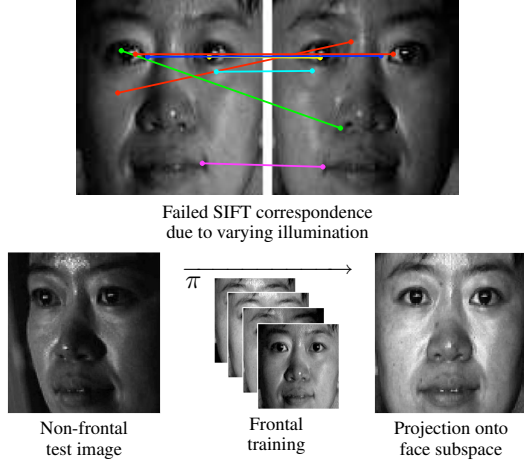 Failed SIFT correspondence
due to varying illumination
π
Non-frontal
test image
Frontal
training
Projection onto
face subspace